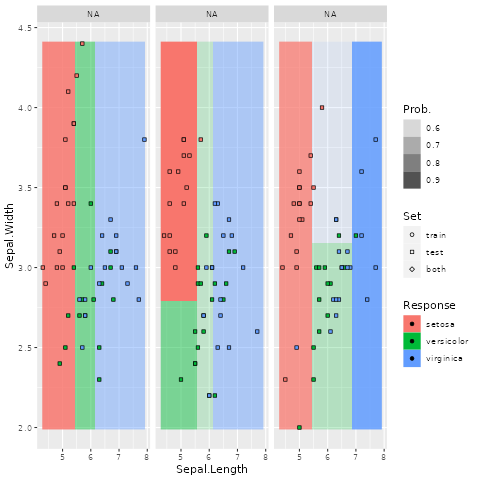 NA NA NA
4.5
4.0
3.5
3.0
2.5
2.0
Sepal.Width
5 6 7 8 5 6 7 8 5 6 7 8
Sepal.Length
Prob.
0.6
0.7
0.8
0.9
Set
train
test
both
Response
setosa
versicolor
virginica